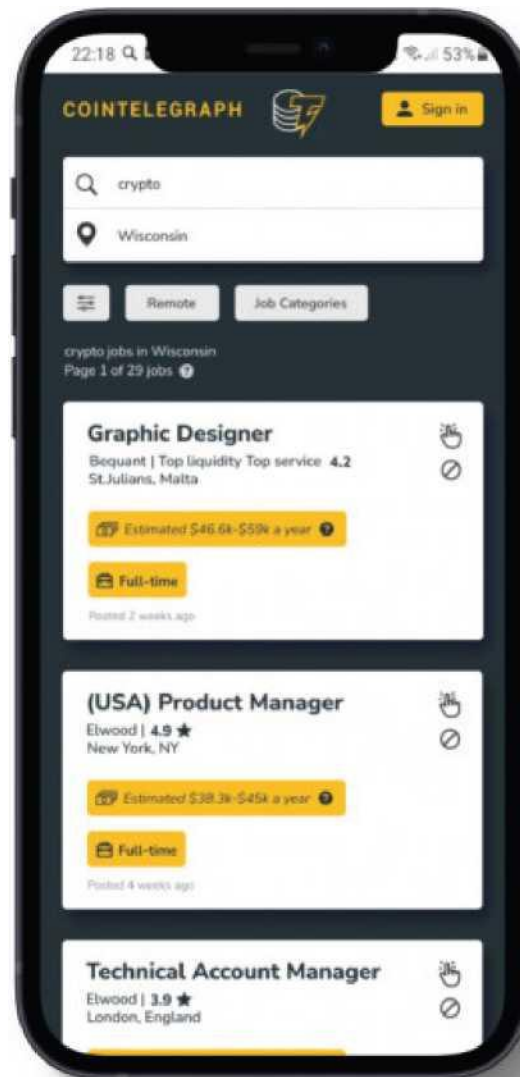 22:18
53%
COINTELEGRAPH
Sign in
crypto
Wisconsin
Remote
Job Categories
crypto jobs in Wisconsin
Page 1 of 29 jobs ?
Graphic Designer
Bequant | Top liquidity Top service 4.2
St.Julians, Malta
Estimated $46.6k-$59k a year ?
Full-time
Posted 2 weeks ago
(USA) Product Manager
Elwood | 4.9 ★
New York, NY
Estimated $38.3k-$45k a year ?
Full-time
Posted 4 weeks ago
Technical Account Manager
Elwood | 3.9 ★
London, England